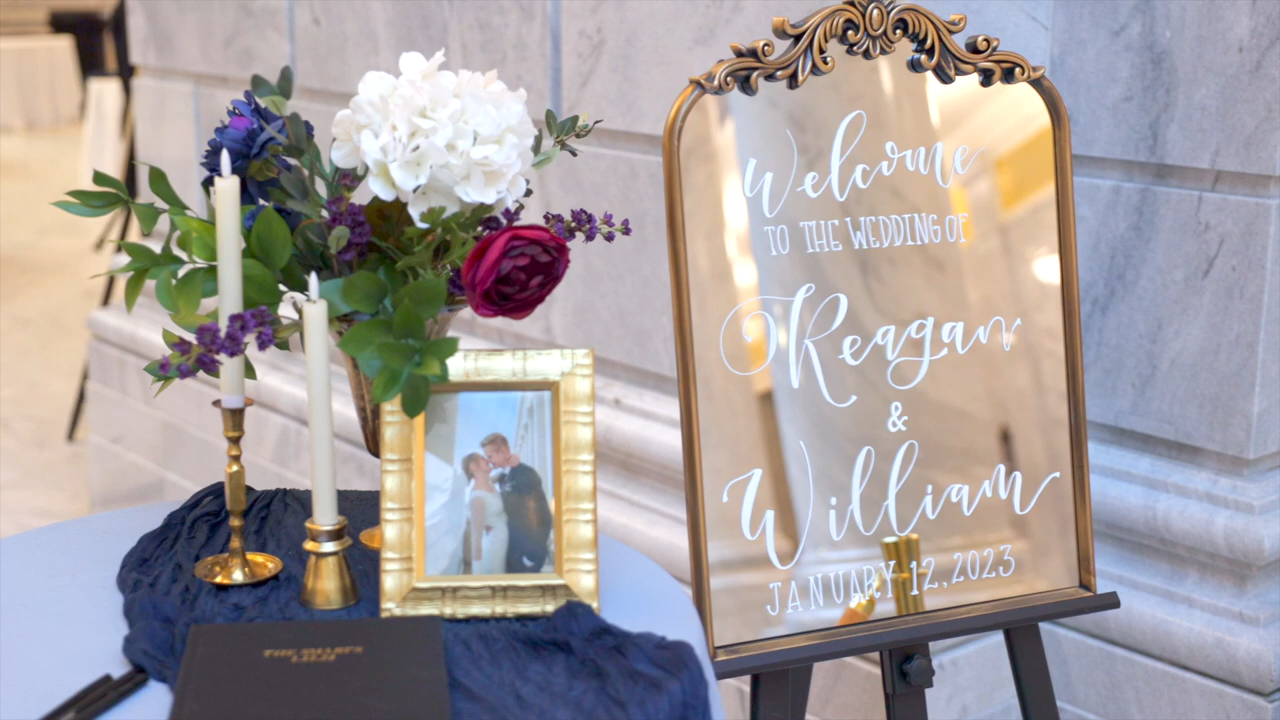 Welcome
TO THE WEDDING OF
Reagan
&
William
JANUARY 12, 2023